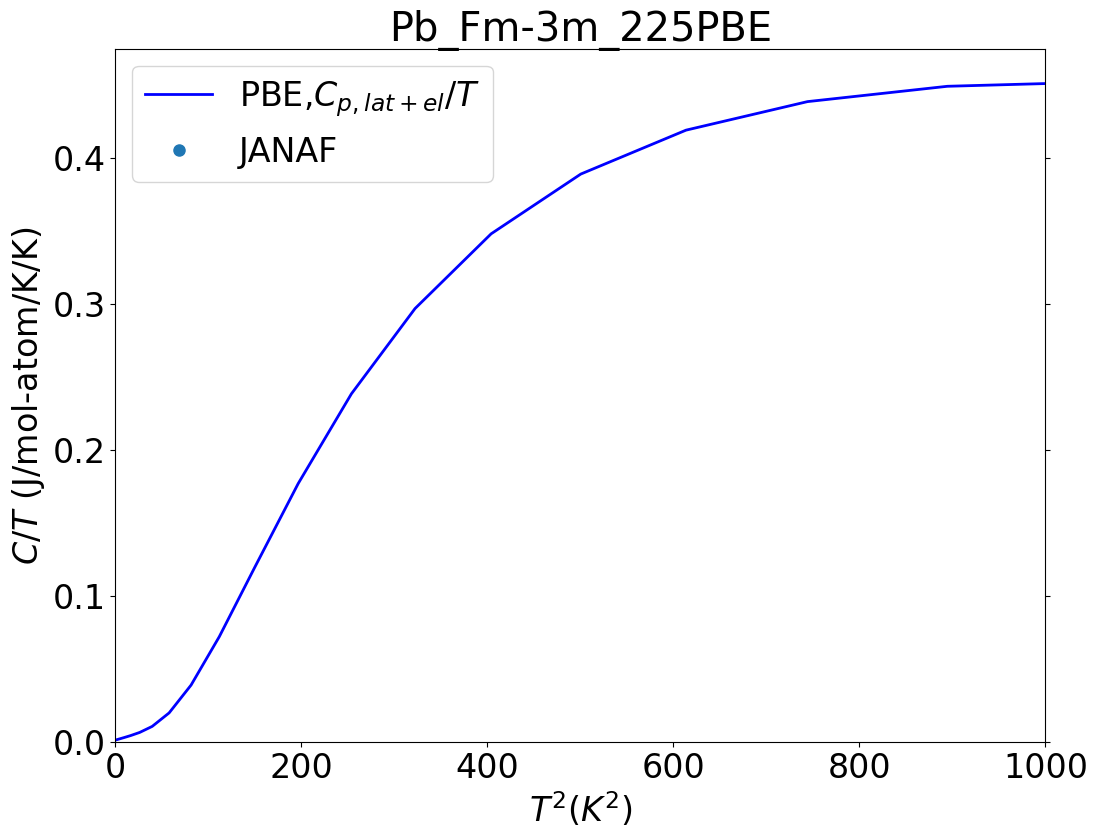 Pb_Fm-3m_225PBE
PBE,C_{p, lat+el}/T
JANAF
C/T (J/mol-atom/K/K)
0.4
0.3
0.2
0.1
0.0
0 200 400 600 800 1000
T^2(K^2)